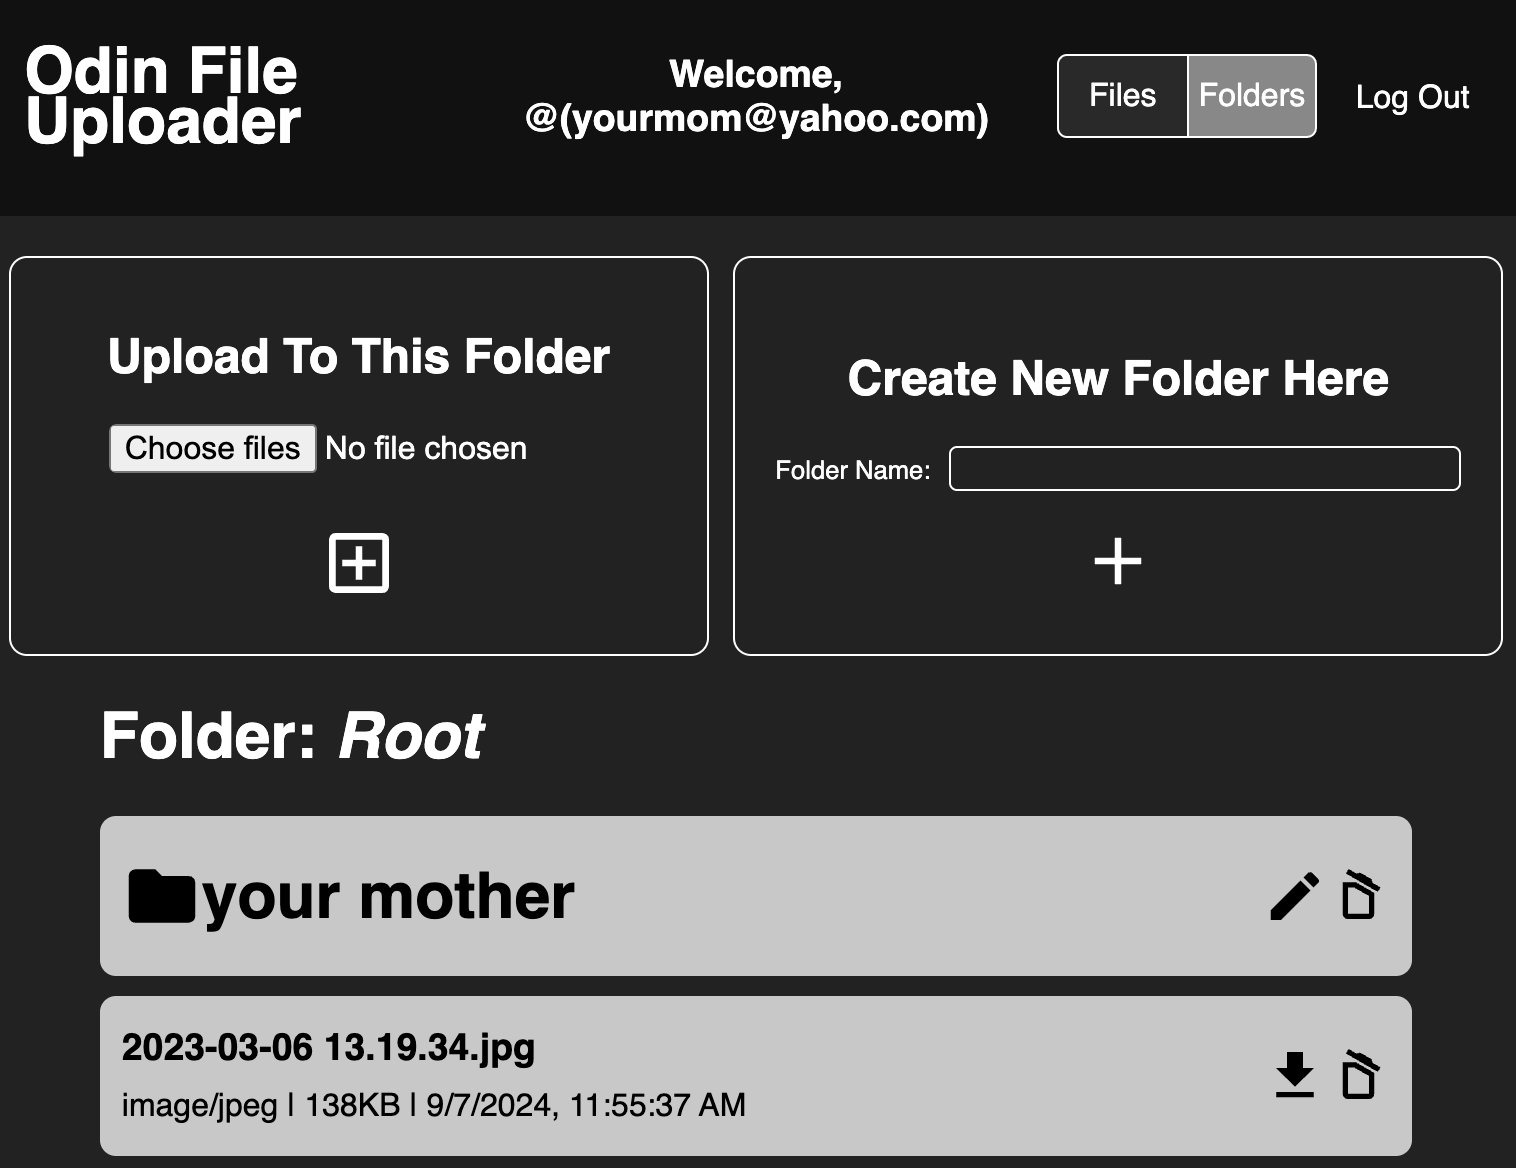 Odin File
Uploader
Welcome,
@(yourmom@yahoo.com)
Files
Folders
Log Out
Upload To This Folder
Choose files No file chosen
Create New Folder Here
Folder Name:
Folder: Root
your mother
2023-03-06 13.19.34.jpg
image/jpeg | 138KB | 9/7/2024, 11:55:37 AM